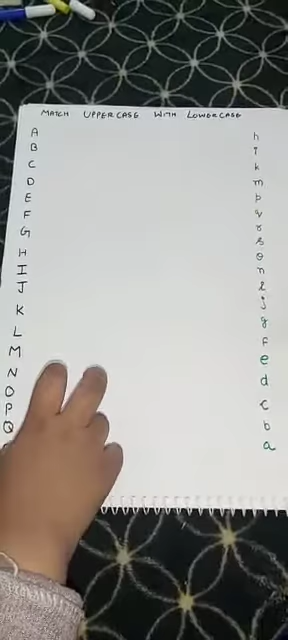 MATCH UPPERCASE WITH LOWERCASE
A h
B i
C k
D m
E p
F q
G r
H s
I o
J n
K l
L j
M g
N f
O e
P d
Q c
b
a